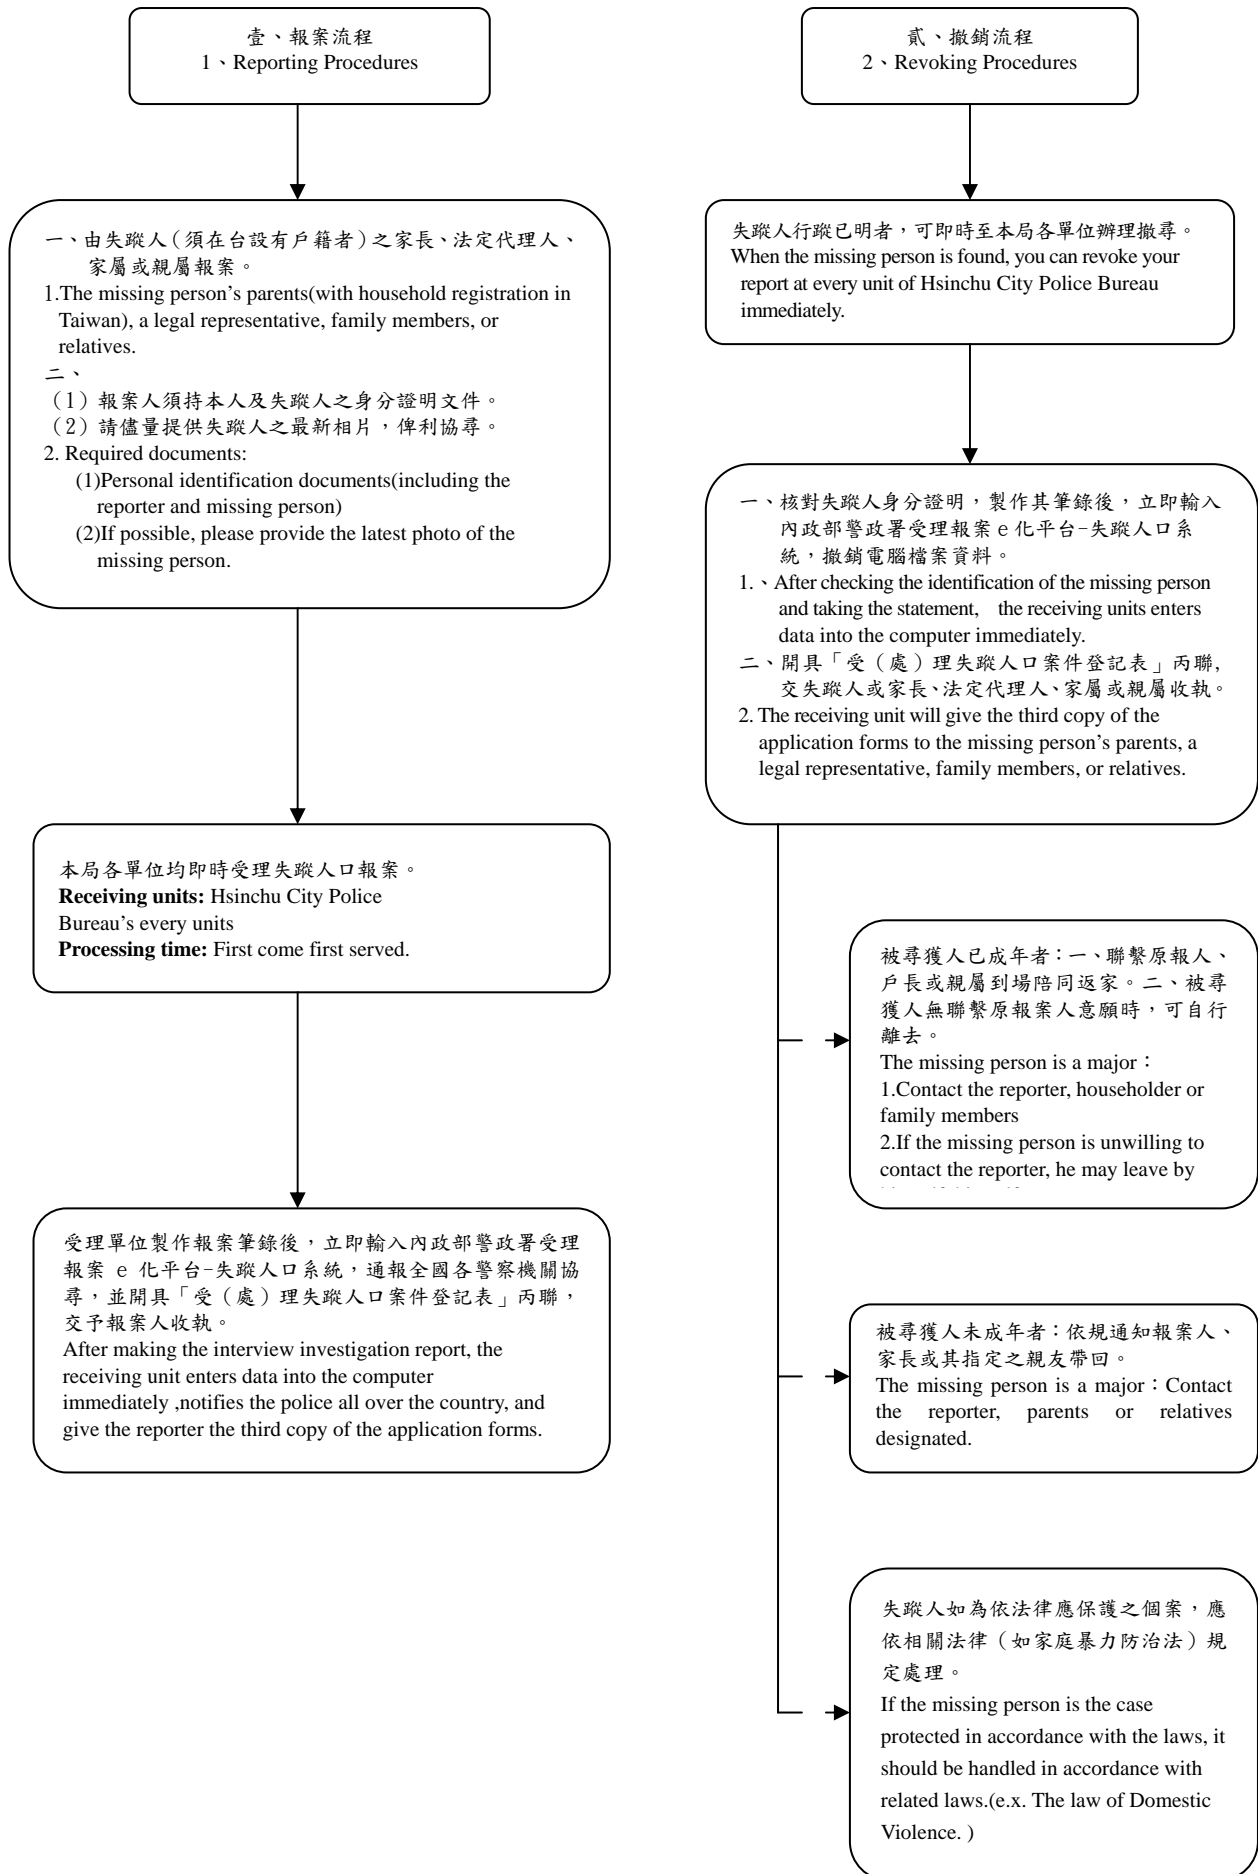 壹、報案流程
1、Reporting Procedures
一、由失蹤人（須在台設有戶籍者）之家長、法定代理人、
家屬或親屬報案。
1.The missing person’s parents(with household registration in
Taiwan), a legal representative, family members, or
relatives.
二、
（1）報案人須持本人及失蹤人之身分證明文件。
（2）請儘量提供失蹤人之最新相片，俾利協尋。
2. Required documents:
(1)Personal identification documents(including the
reporter and missing person)
(2)If possible, please provide the latest photo of the
missing person.
本局各單位均即時受理失蹤人口報案。
Receiving units: Hsinchu City Police
Bureau’s every units
Processing time: First come first served.
受理單位製作報案筆錄後，立即輸入內政部警政署受理
報案 e 化平台-失蹤人口系統，通報全國各警察機關協
尋，並開具「受（處）理失蹤人口案件登記表」丙聯，
交予報案人收執。
After making the interview investigation report, the
receiving unit enters data into the computer
immediately ,notifies the police all over the country, and
give the reporter the third copy of the application forms.
貳、撤銷流程
2、Revoking Procedures
失蹤人行蹤已明者，可即時至本局各單位辦理撤尋。
When the missing person is found, you can revoke your
report at every unit of Hsinchu City Police Bureau
immediately.
一、核對失蹤人身分證明，製作其筆錄後，立即輸入
內政部警政署受理報案 e 化平台-失蹤人口系
統，撤銷電腦檔案資料。
1.、After checking the identification of the missing person
and taking the statement, the receiving units enters
data into the computer immediately.
二、開具「受（處）理失蹤人口案件登記表」丙聯,
交失蹤人或家長、法定代理人、家屬或親屬收執。
2. The receiving unit will give the third copy of the
application forms to the missing person’s parents, a
legal representative, family members, or relatives.
被尋獲人已成年者：一、聯繫原報人、
戶長或親屬到場陪同返家。二、被尋
獲人無聯繫原報案人意願時，可自行
離去。
The missing person is a major：
1.Contact the reporter, householder or
family members
2.If the missing person is unwilling to
contact the reporter, he may leave by
被尋獲人未成年者：依規通知報案人、
家長或其指定之親友帶回。
The missing person is a major：Contact
the reporter, parents or relatives
designated.
失蹤人如為依法律應保護之個案，應
依相關法律（如家庭暴力防治法）規
定處理。
If the missing person is the case
protected in accordance with the laws, it
should be handled in accordance with
related laws.(e.x. The law of Domestic
Violence. )